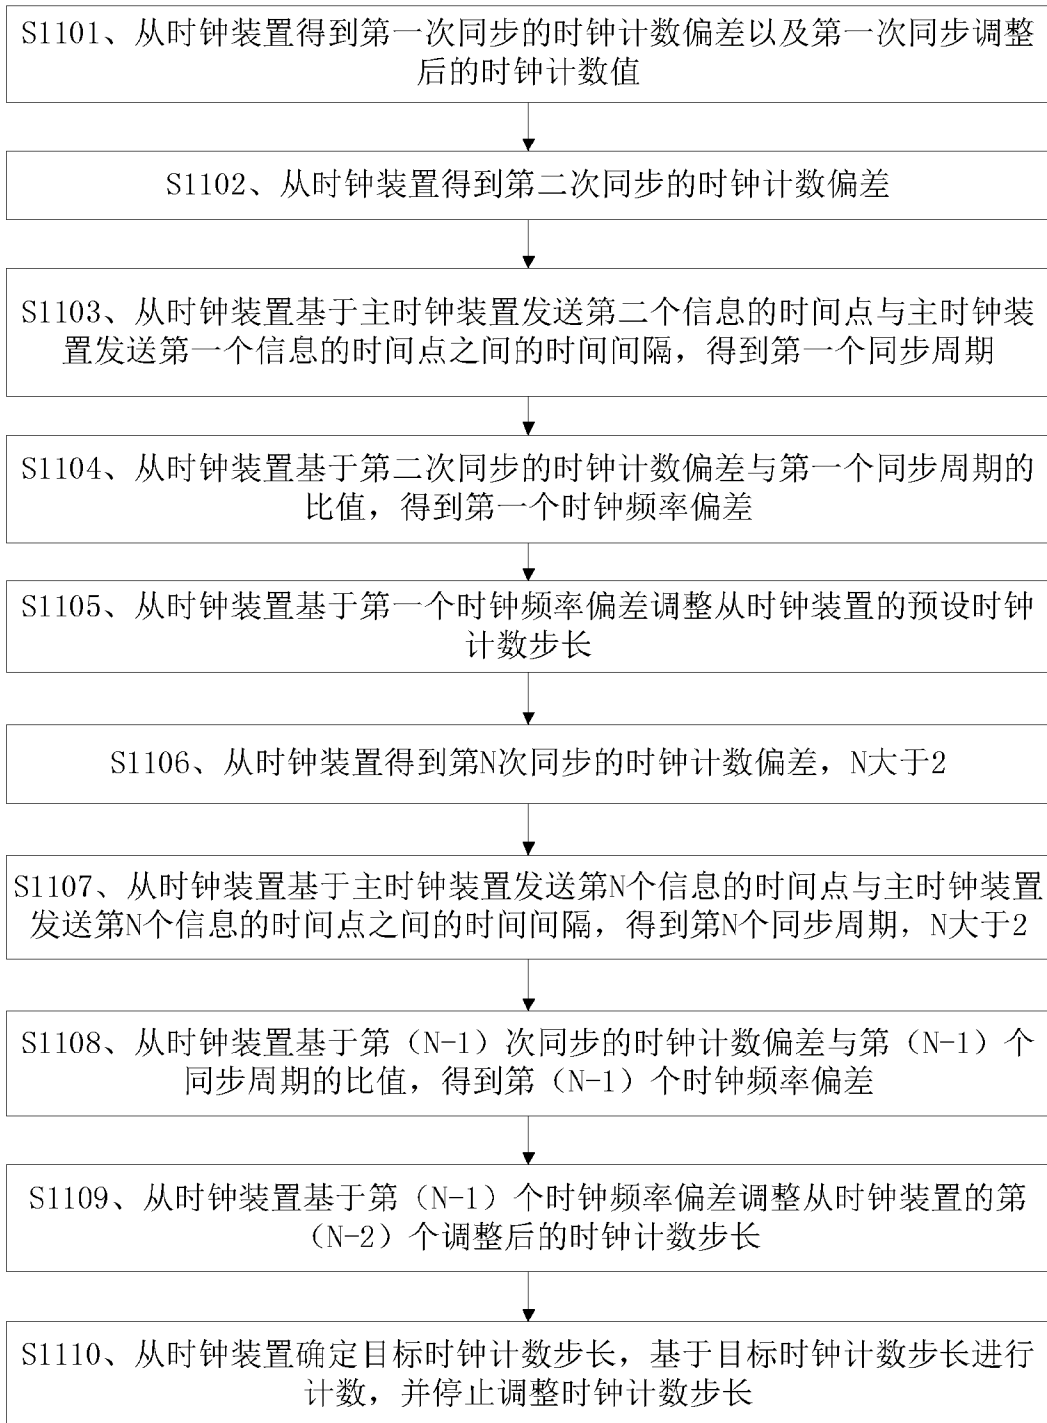 S1101、从时钟装置得到第一次同步的时钟计数偏差以及第一次同步调整
后的时钟计数值
S1102、从时钟装置得到第二次同步的时钟计数偏差
S1103、从时钟装置基于主时钟装置发送第二个信息的时间点与主时钟装
置发送第一个信息的时间点之间的时间间隔，得到第一个同步周期
S1104、从时钟装置基于第二次同步的时钟计数偏差与第一个同步周期的
比值，得到第一个时钟频率偏差
S1105、从时钟装置基于第一个时钟频率偏差调整从时钟装置的预设时钟
计数步长
S1106、从时钟装置得到第N次同步的时钟计数偏差，N大于2
S1107、从时钟装置基于主时钟装置发送第N个信息的时间点与主时钟装置
发送第N个信息的时间点之间的时间间隔，得到第N个同步周期，N大于2
S1108、从时钟装置基于第（N-1）次同步的时钟计数偏差与第（N-1）个
同步周期的比值，得到第（N-1）个时钟频率偏差
S1109、从时钟装置基于第（N-1）个时钟频率偏差调整从时钟装置的第
（N-2）个调整后的时钟计数步长
S1110、从时钟装置确定目标时钟计数步长，基于目标时钟计数步长进行
计数，并停止调整时钟计数步长